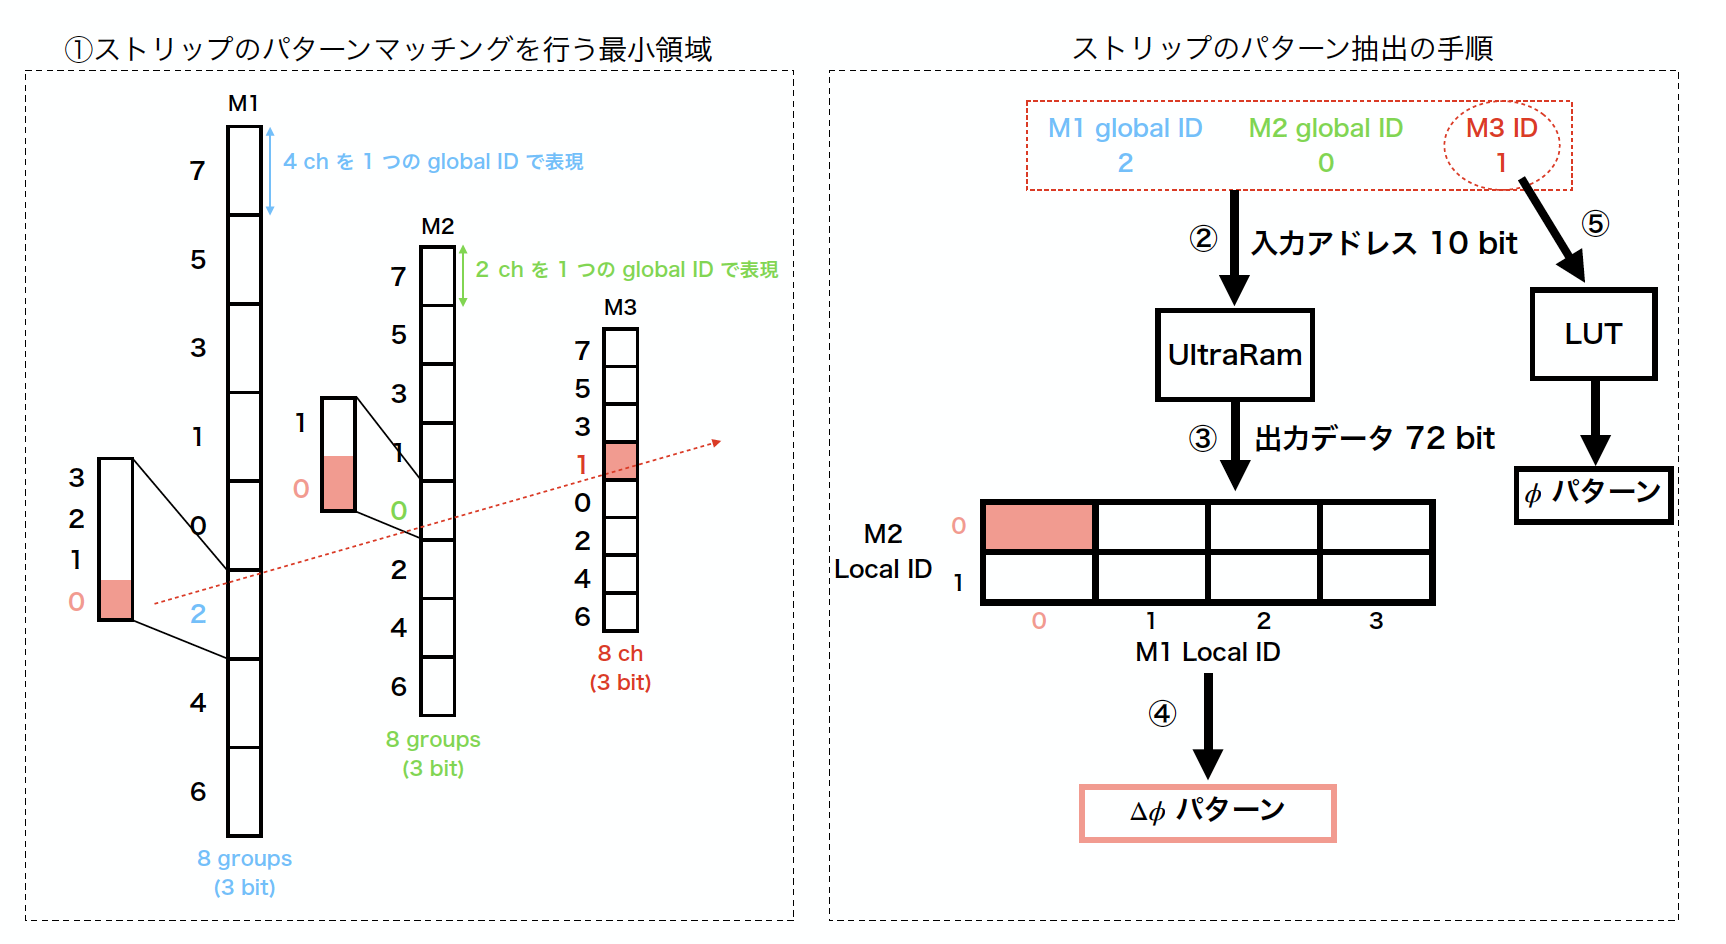 ①ストリップのパターンマッチングを行う最小領域
M1
7
5
3
1
0
2
4
6
4 ch を 1 つの global ID で表現
3
2
1
0
8 groups
(3 bit)
M2
7
5
3
1
0
2
4
6
2 ch を 1 つの global ID で表現
1
0
8 groups
(3 bit)
M3
7
5
3
1
0
2
4
6
8 ch
(3 bit)
ストリップのパターン抽出の手順
M1 global ID
2
M2 global ID
0
M3 ID
1
② 入力アドレス 10 bit
⑤
UltraRam
LUT
③ 出力データ 72 bit
ϕ パターン
M2
Local ID
0
1
0 1 2 3
M1 Local ID
④
Δϕ パターン